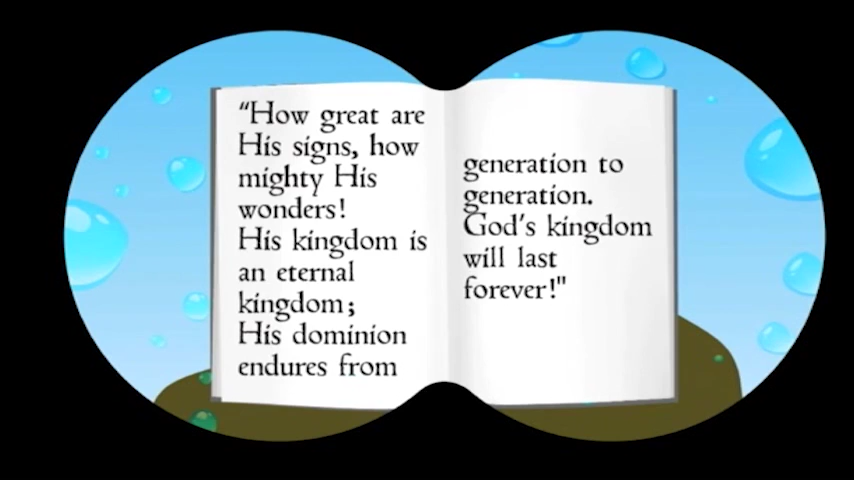 “How great are
His signs, how
mighty His
wonders!
His kingdom is
an eternal
kingdom;
His dominion
endures from
generation to
generation.
God's kingdom
will last
forever!"